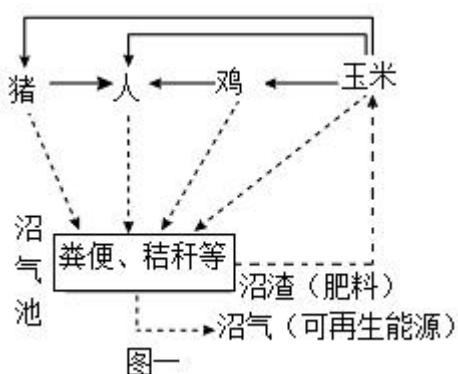 猪 人 鸡 玉米
沼气池
粪便、秸秆等
沼渣（肥料）
沼气（可再生能源）
图一